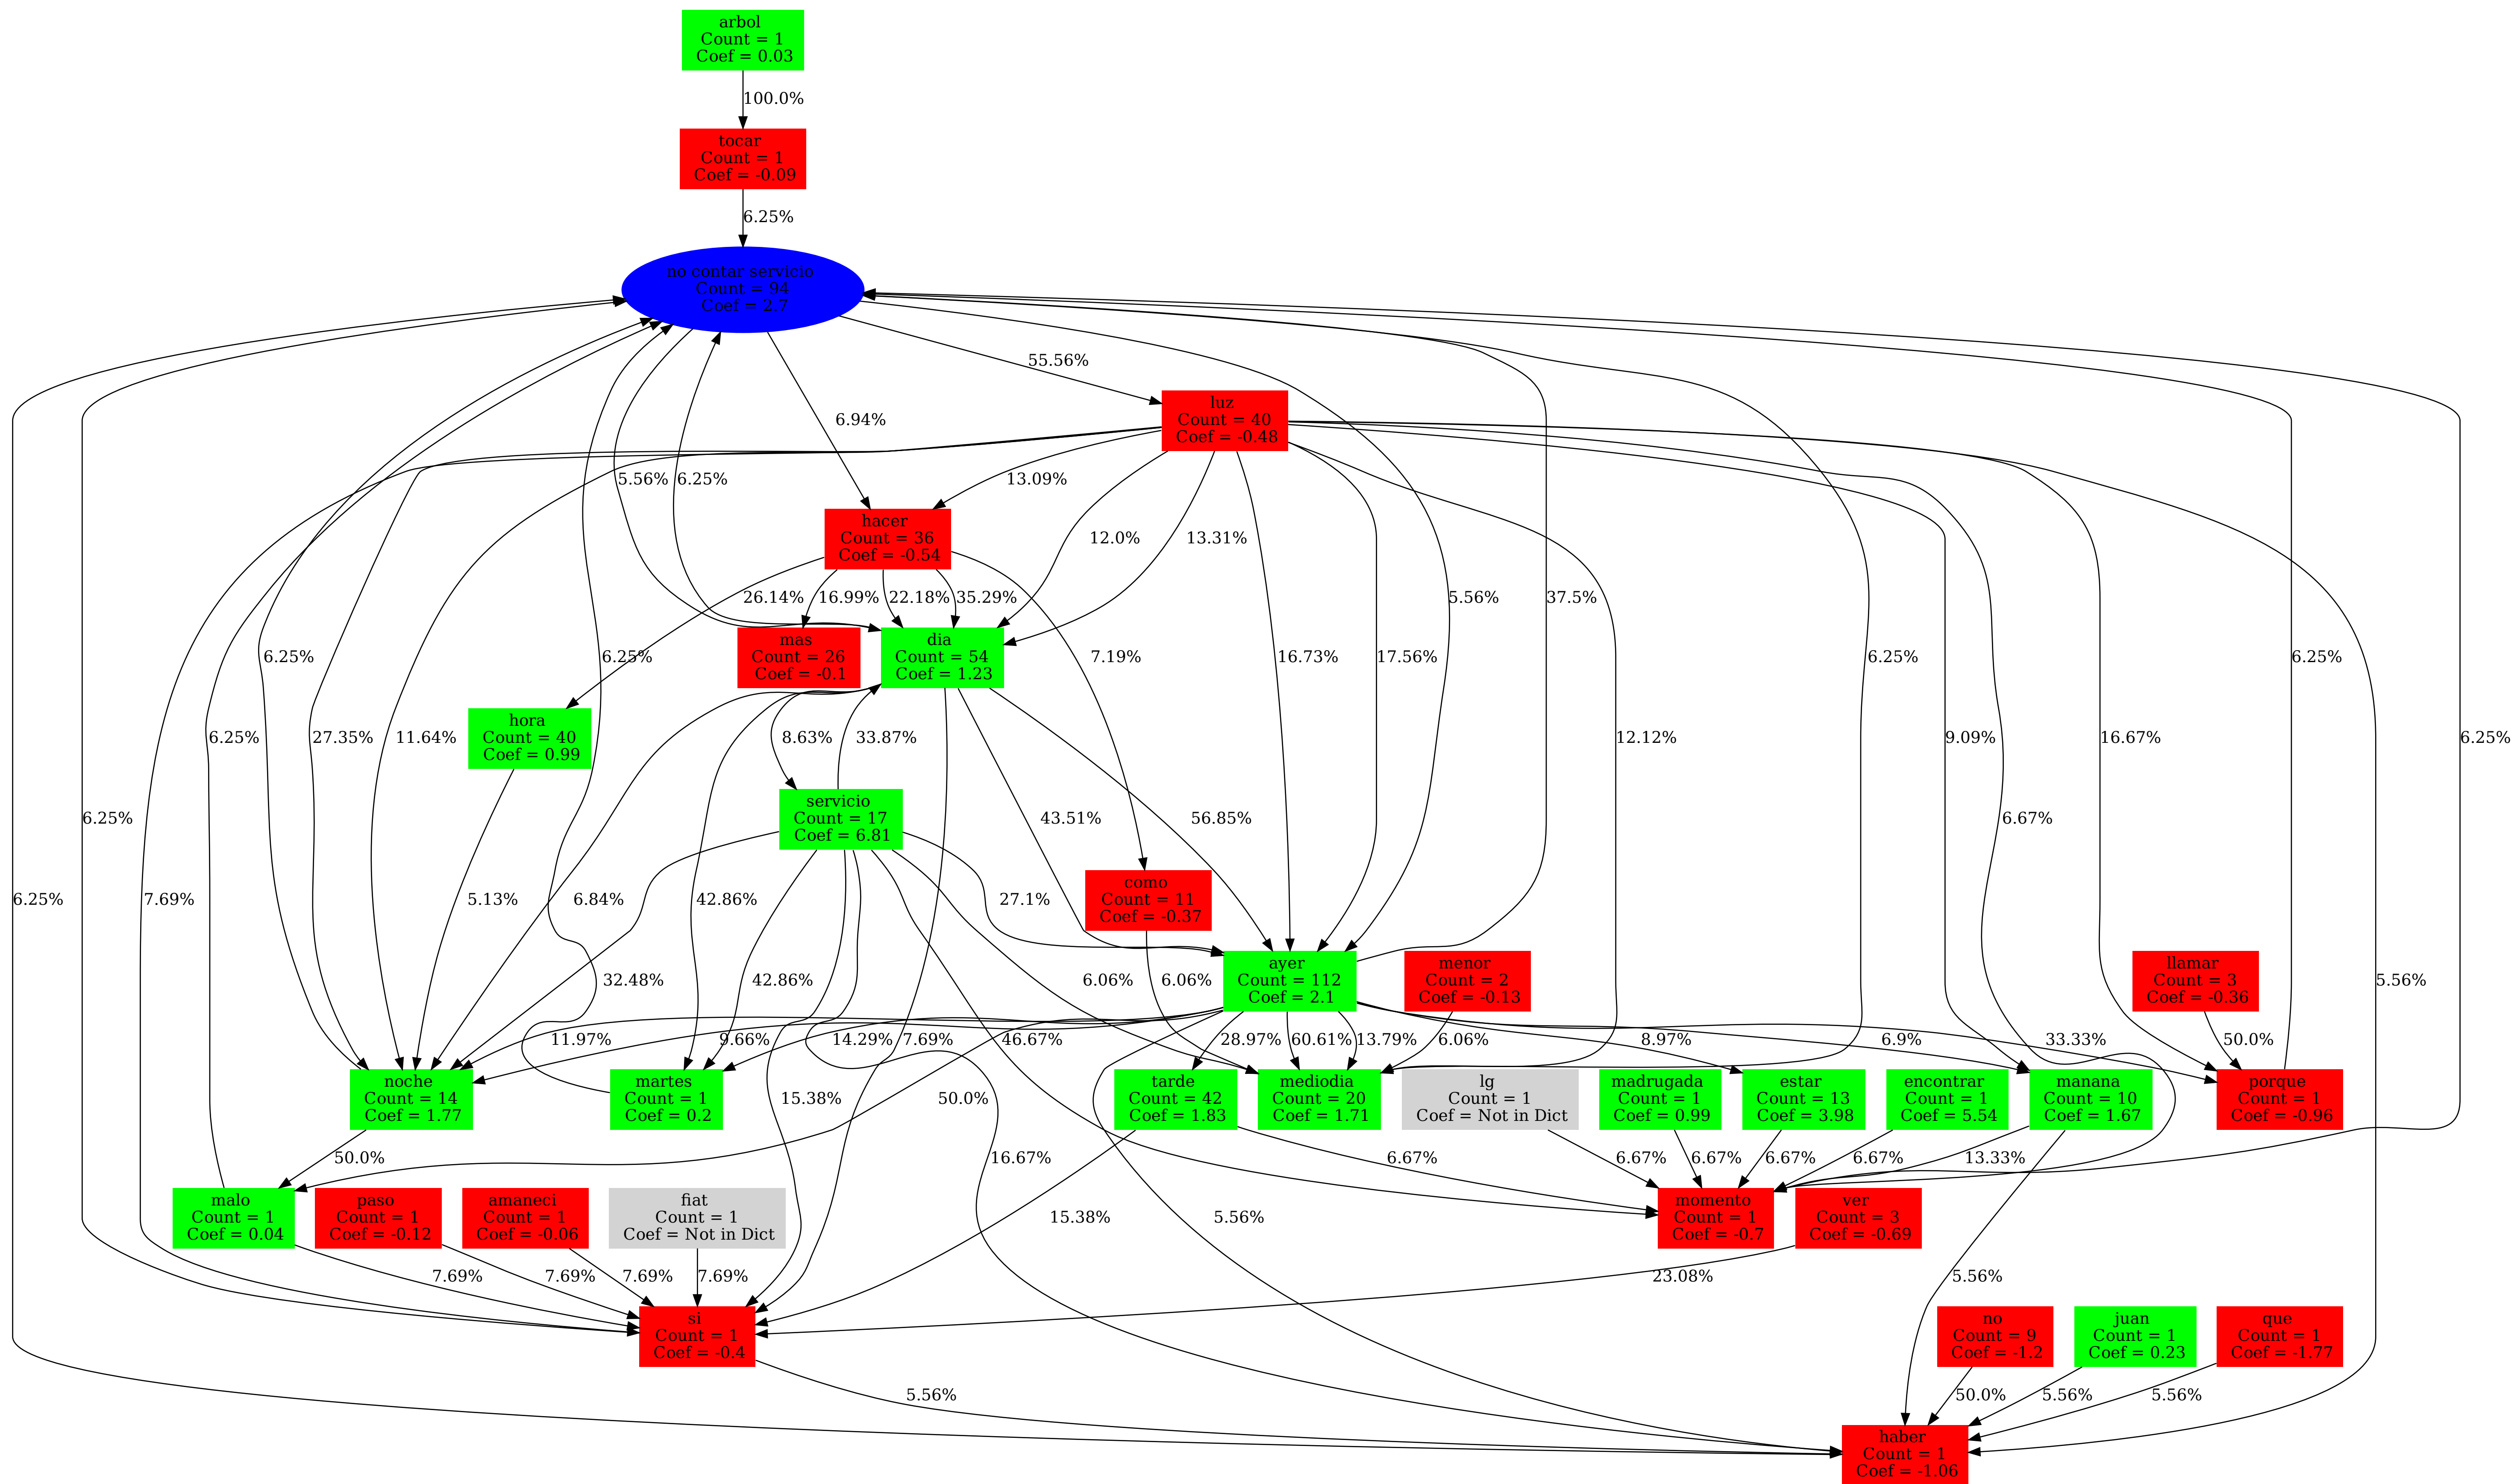 arbol
Count = 1
Coef = 0.03
100.0%
tocar
Count = 1
Coef = -0.09
6.25%
no contar servicio
Count = 94
Coef = 2.7
55.56%
luz
Count = 40
Coef = -0.48
6.94%
5.56%
6.25%
13.09%
hacer
Count = 36
Coef = -0.54
12.0%
13.31%
26.14%
16.99%
22.18%
35.29%
5.56%
37.5%
mas
Count = 26
Coef = -0.1
dia
Count = 54
Coef = 1.23
6.25%
6.25%
7.19%
16.73%
17.56%
6.25%
6.25%
hora
Count = 40
Coef = 0.99
6.25%
27.35%
11.64%
8.63%
33.87%
12.12%
9.09%
16.67%
6.25%
servicio
Count = 17
Coef = 6.81
6.25%
43.51%
56.85%
6.67%
como
Count = 11
Coef = -0.37
6.25%
7.69%
5.13%
6.84%
42.86%
27.1%
ayer
Count = 112
Coef = 2.1
menor
Count = 2
Coef = -0.13
llamar
Count = 3
Coef = -0.36
32.48%
42.86%
6.06%
6.06%
5.56%
11.97%
9.66%
14.29%
7.69%
46.67%
28.97%
60.61%
13.79%
6.06%
8.97%
6.9%
33.33%
50.0%
noche
Count = 14
Coef = 1.77
martes
Count = 1
Coef = 0.2
15.38%
50.0%
tarde
Count = 42
Coef = 1.83
mediodia
Count = 20
Coef = 1.71
lg
Count = 1
Coef = Not in Dict
madrugada
Count = 1
Coef = 0.99
estar
Count = 13
Coef = 3.98
encontrar
Count = 1
Coef = 5.54
manana
Count = 10
Coef = 1.67
porque
Count = 1
Coef = -0.96
50.0%
16.67%
6.67%
6.67%
6.67%
6.67%
6.67%
13.33%
malo
Count = 1
Coef = 0.04
paso
Count = 1
Coef = -0.12
amaneci
Count = 1
Coef = -0.06
fiat
Count = 1
Coef = Not in Dict
15.38%
5.56%
momento
Count = 1
Coef = -0.7
ver
Count = 3
Coef = -0.69
7.69%
7.69%
7.69%
7.69%
23.08%
5.56%
si
Count = 1
Coef = -0.4
no
Count = 9
Coef = -1.2
juan
Count = 1
Coef = 0.23
que
Count = 1
Coef = -1.77
5.56%
50.0%
5.56%
5.56%
haber
Count = 1
Coef = -1.06